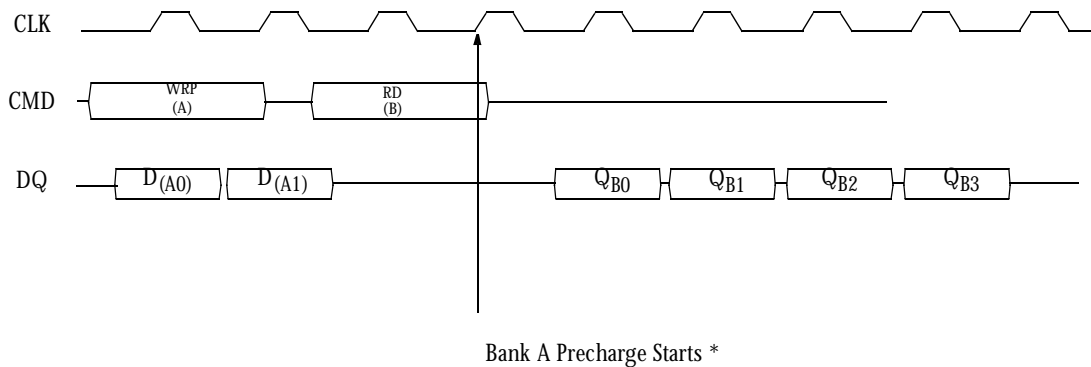 CLK
CMD WRP (A) RD (B)
DQ D(A0) D(A1) QB0 QB1 QB2 QB3
Bank A Precharge Starts *